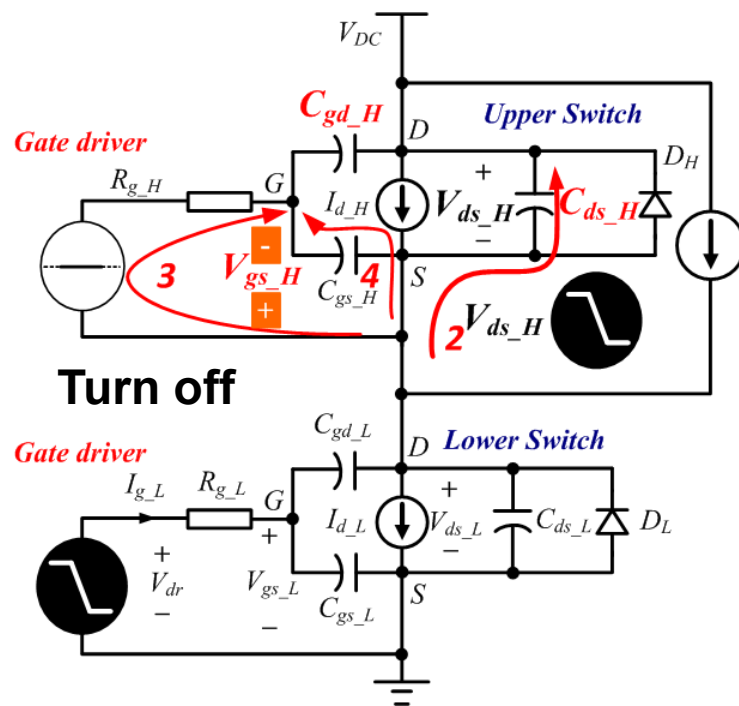 V_DC
C_gd_H
Upper Switch
Gate driver
D
D_H
R_g_H
G
I_d_H
+
V_ds_H
−
C_ds_H
-
3
V_gs_H
4
+
C_gs_H
S
2
V_ds_H
Turn off
C_gd_L
Gate driver
D
Lower Switch
I_g_L
R_g_L
G
I_d_L
+
V_ds_L
−
C_ds_L
D_L
+
V_dr
−
+
V_gs_L
−
C_gs_L
S